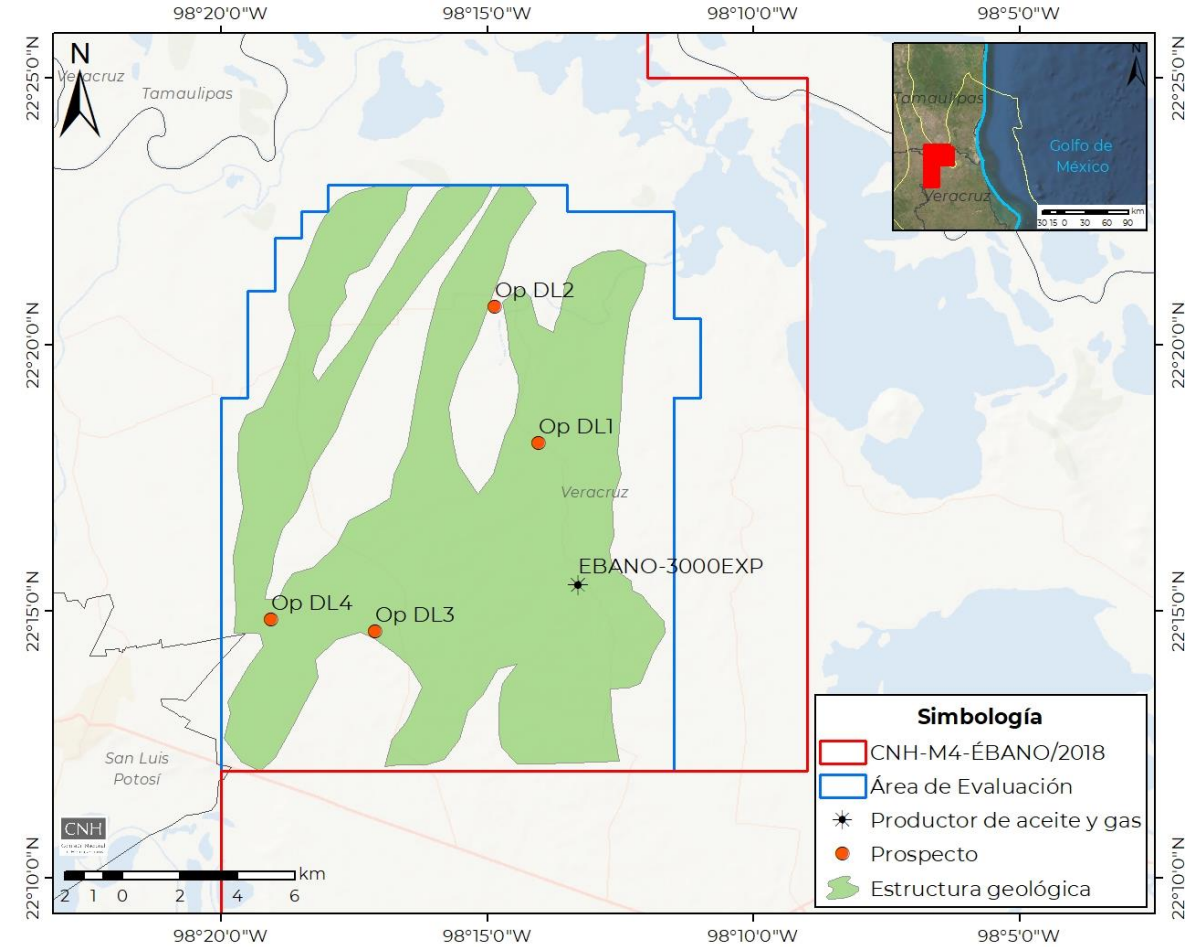 98°20'0"W 98°15'0"W 98°10'0"W 98°5'0"W
22°25'0"N
22°20'0"N
22°15'0"N
22°10'0"N
22°25'0"N
22°20'0"N
22°15'0"N
22°10'0"N
N
Veracruz
Tamaulipas
N
Tamaulipas
Golfo de
México
Veracruz
30 15 0 30 60 90 km
Op DL2
Op DL1
Veracruz
EBANO-3000EXP
Op DL4
Op DL3
San Luis
Potosí
CNH
km
2 1 0 2 4 6
Simbología
CNH-M4-ÉBANO/2018
Área de Evaluación
Productor de aceite y gas
Prospecto
Estructura geológica
98°20'0"W 98°15'0"W 98°10'0"W 98°5'0"W